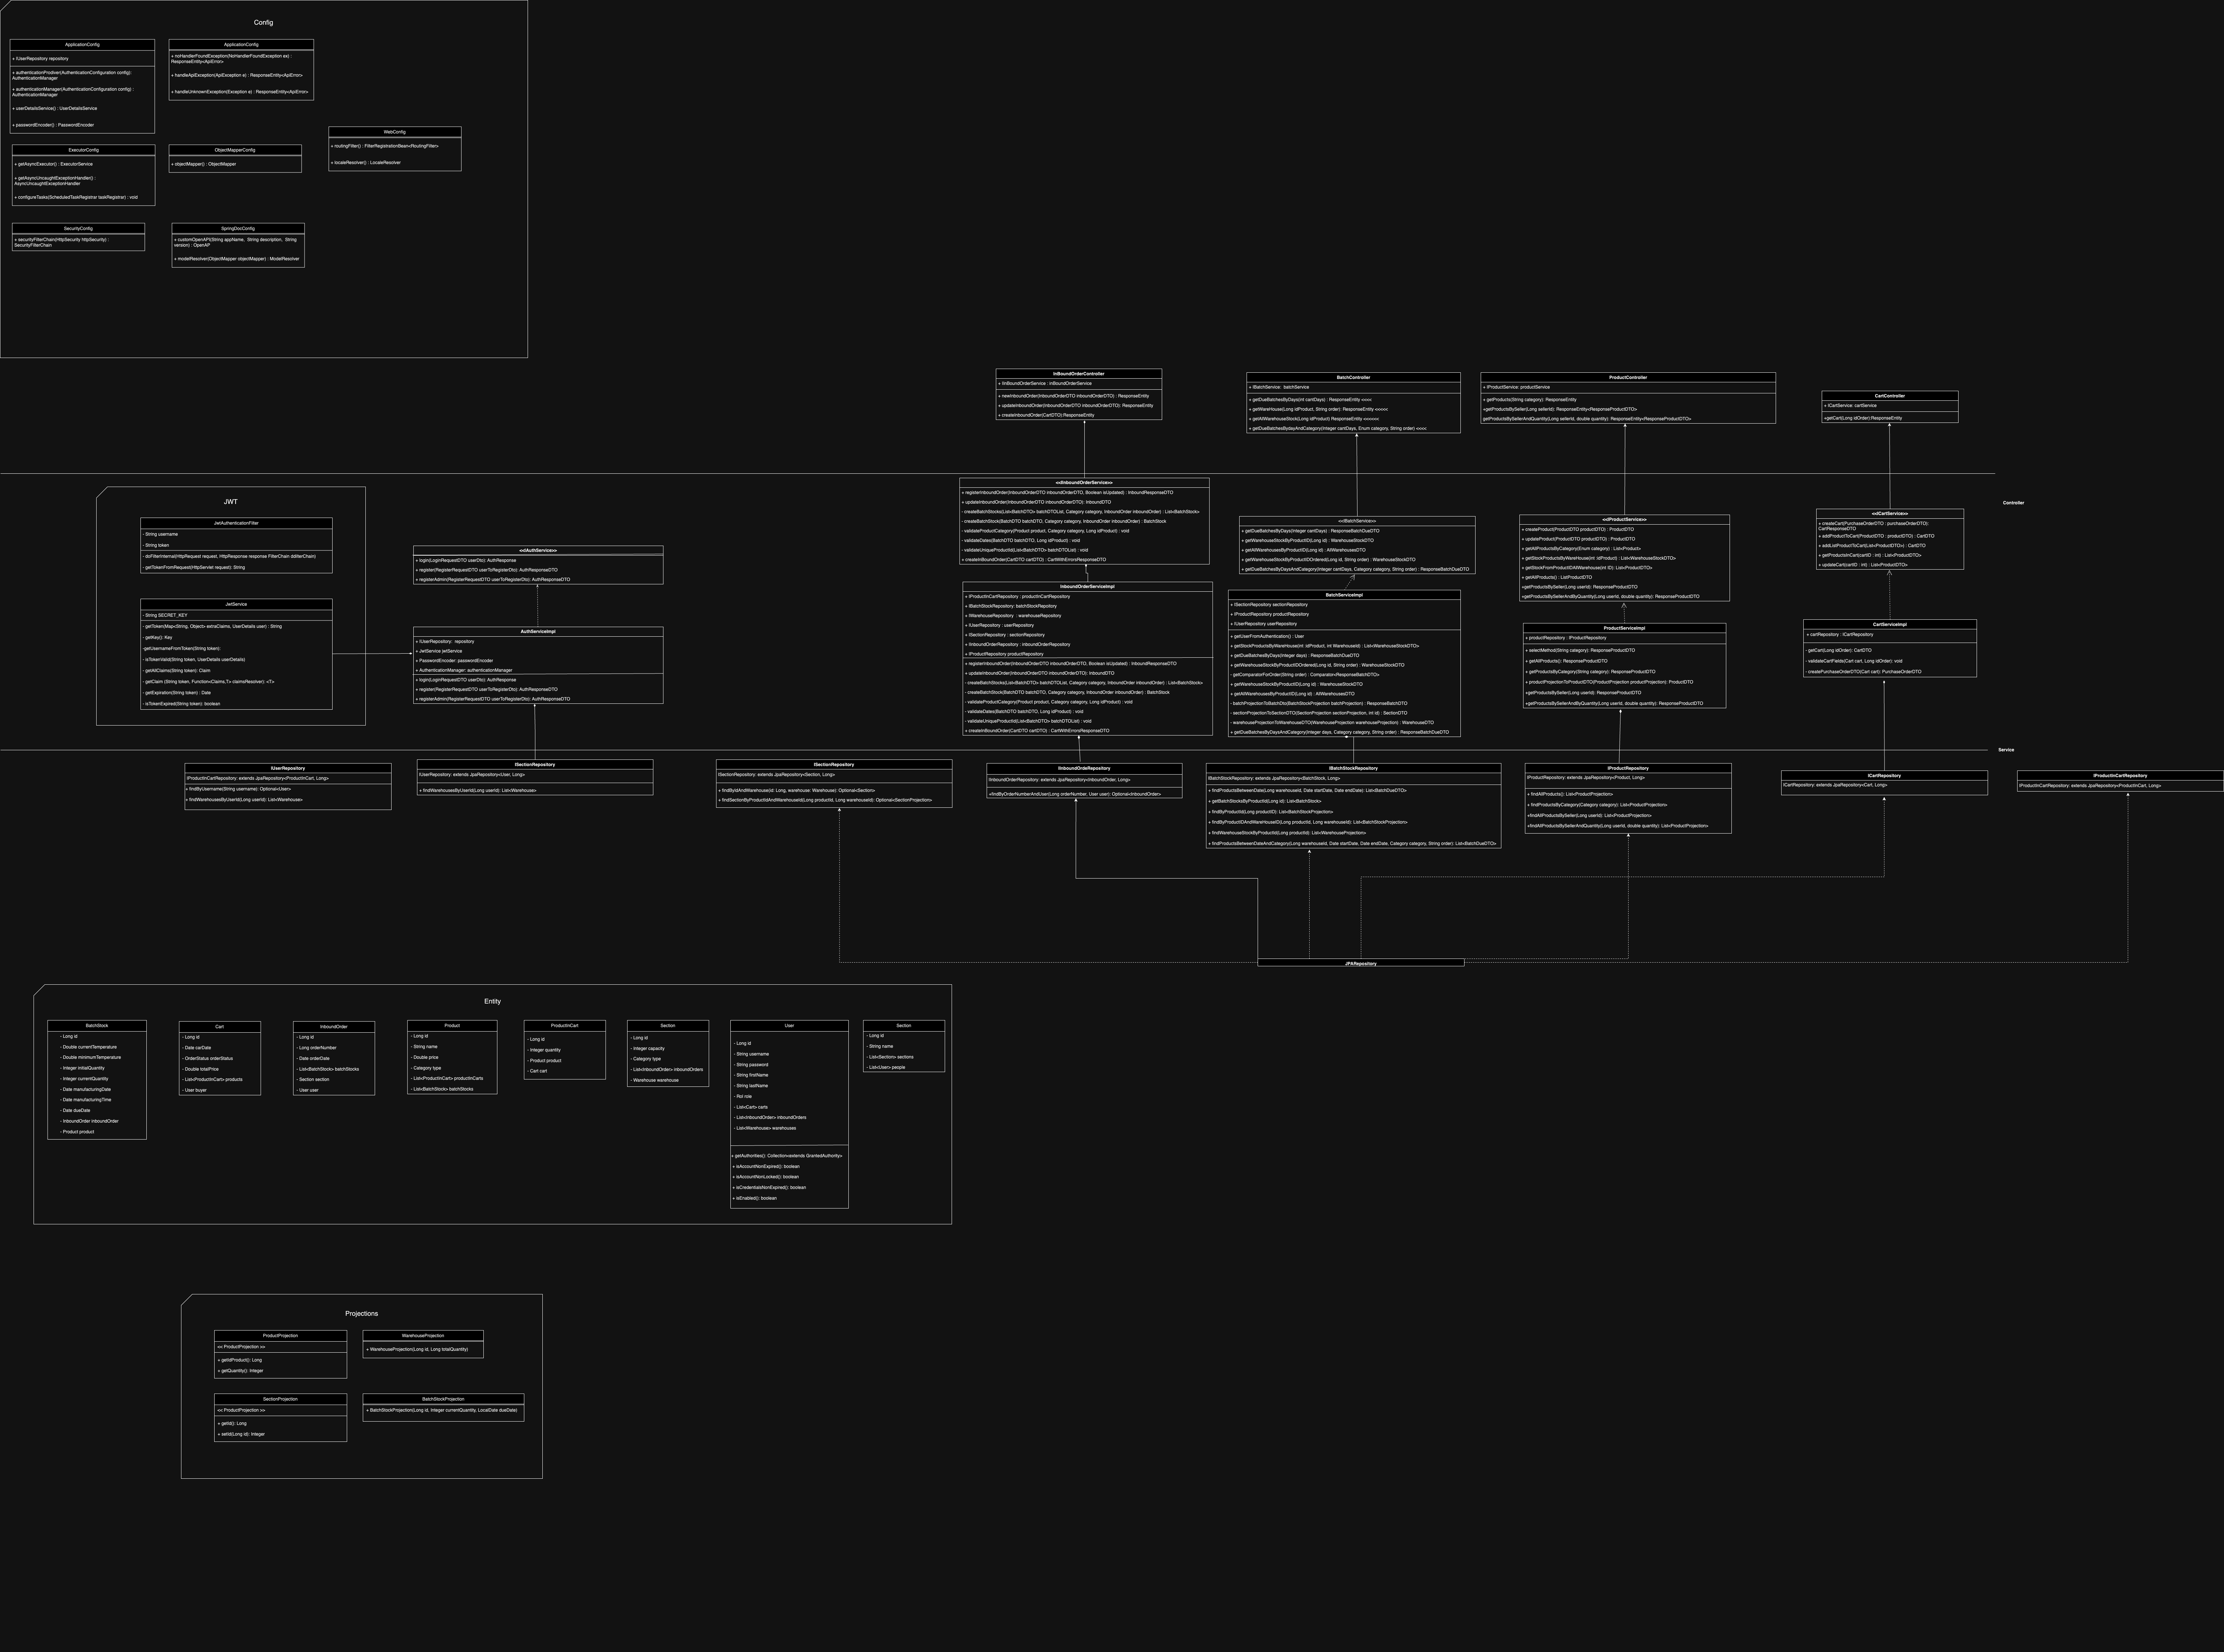 Config
ApplicationConfig
+ IUserRepository repository
+ authenticationProdiver(AuthenticationConfiguration config):
AuthenticationManager
+ authenticationManager(AuthenticationConfiguration config) :
AuthenticationManager
+ userDetailsService() : UserDetailsService
+ passwordEncoder() : PasswordEncoder
ApplicationConfig
+ noHandlerFoundException(NoHandlerFoundException ex) :
ResponseEntity<ApiError>
+ handleApiException(ApiException e) : ResponseEntity<ApiError>
+ handleUnknownException(Exception e) : ResponseEntity<ApiError>
WebConfig
+ routingFilter() : FilterRegistrationBean<RoutingFilter>
+ localeResolver() : LocaleResolver
ExecutorConfig
+ getAsyncExecutor() : ExecutorService
+ getAsyncUncaughtExceptionHandler() :
AsyncUncaughtExceptionHandler
+ configureTasks(ScheduledTaskRegistrar taskRegistrar) : void
ObjectMapperConfig
+ objectMapper() : ObjectMapper
SecurityConfig
+ securityFilterChain(HttpSecurity httpSecurity) :
SecurityFilterChain
SpringDocConfig
+ customOpenAPI(String appName, String description, String
version) : OpenAP
+ modelResolver(ObjectMapper objectMapper) : ModelResolver
InBoundOrderController
+ IInBoundOrderService : inBoundOrderService
+ newInboundOrder(InboundOrderDTO inboundOrderDTO) : ResponseEntity
+ updateInboundOrder(InboundOrderDTO inboundOrderDTO): ResponseEntity
+ createInboundOrder(CartDTO):ResponseEntity
BatchController
+ IBatchService: batchService
+ getDueBatchesByDays(int cantDays) : ResponseEntity <<<<
+ getWareHouse(Long idProduct, String order): ResponseEntity <<<<<
+ getAllWarehouseStock(Long idProduct) ResponseEntity <<<<<<
+ getDueBatchesBydayAndCategory(Integer cantDays, Enum category, String order) <<<<
ProductController
+ IProductService: productService
+ getProducts(String category): ResponseEntity
+getProductsBySeller(Long sellerId): ResponseEntity<ResponseProductDTO>
getProductsBySellerAndQuantity(Long sellerId, double quantity): ResponseEntity<ResponseProductDTO>
CartController
+ ICartService: cartService
+getCart(Long idOrder):ResponseEntity
Controller
JWT
JwtAuthenticationFilter
- String username
- String token
- doFilterInternal(HttpRequest request, HttpResponse response FilterChain ddilterChain)
- getTokenFromRequest(HttpServlet request): String
JwtService
- String SECRET_KEY
- getToken(Map<String, Object> extraClaims, UserDetails user) : String
- getKey(): Key
-getUsernameFromToken(String token):
- isTokenValid(String token, UserDetails userDetails)
- getAllClaims(String token): Claim
- getClaim (String token, Function<Claims,T> claimsResolver): <T>
- getExpiration(String token) : Date
- isTokenExpired(String token): boolean
<<IAuthService>>
+ login(LoginRequestDTO userDto): AuthResponse
+ register(RegisterRequestDTO userToRegisterDto): AuthResponseDTO
+ registerAdmin(RegisterRequestDTO userToRegisterDto): AuthResponseDTO
AuthServiceImpl
+ IUserRepository: repository
+ JwtService jwtService
+ PasswordEncoder: passwordEncoder
+ AuthenticationManager: authenticationManager
+ login(LoginRequestDTO userDto): AuthResponse
+ register(RegisterRequestDTO userToRegisterDto): AuthResponseDTO
+ registerAdmin(RegisterRequestDTO userToRegisterDto): AuthResponseDTO
<<IInboundOrderService>>
+ registerInboundOrder(InboundOrderDTO inboundOrderDTO, Boolean isUpdated) : InboundResponseDTO
+ updateInboundOrder(InboundOrderDTO inboundOrderDTO): InboundDTO
- createBatchStocks(List<BatchDTO> batchDTOList, Category category, InboundOrder inboundOrder) : List<BatchStock>
- createBatchStock(BatchDTO batchDTO, Category category, InboundOrder inboundOrder) : BatchStock
- validateProductCategory(Product product, Category category, Long idProduct) : void
- validateDates(BatchDTO batchDTO, Long idProduct) : void
- validateUniqueProductId(List<BatchDTO> batchDTOList) : void
+ createInBoundOrder(CartDTO cartDTO) : CartWithErrorsResponseDTO
InboundOrderServiceImpl
+ IProductInCartRepository : productInCartRepository
+ IBatchStockRepository: batchStockRepository
+ IWarehouseRepository : warehouseRepository
+ IUserRepository : userRepository
+ ISectionRepository : sectionRepository
+ IInboundOrderRepository : inboundOrderRepository
+ IProductRepository productRepository
+ registerInboundOrder(InboundOrderDTO inboundOrderDTO, Boolean isUpdated) : InboundResponseDTO
+ updateInboundOrder(InboundOrderDTO inboundOrderDTO): InboundDTO
- createBatchStocks(List<BatchDTO> batchDTOList, Category category, InboundOrder inboundOrder) : List<BatchStock>
- createBatchStock(BatchDTO batchDTO, Category category, InboundOrder inboundOrder) : BatchStock
- validateProductCategory(Product product, Category category, Long idProduct) : void
- validateDates(BatchDTO batchDTO, Long idProduct) : void
- validateUniqueProductId(List<BatchDTO> batchDTOList) : void
+ createInBoundOrder(CartDTO cartDTO) : CartWithErrorsResponseDTO
<<IBatchService>>
+ getDueBatchesByDays(Integer cantDays) : ResponseBatchDueDTO
+ getWarehouseStockByProductID(Long id) : WarehouseStockDTO
+ getAllWarehousesByProductID(Long id) : AllWarehousesDTO
+ getWarehouseStockByProductIDOrdered(Long id, String order) : WarehouseStockDTO
+ getDueBatchesByDaysAndCategory(Integer cantDays, Category category, String order) : ResponseBatchDueDTO
BatchServiceImpl
+ ISectionRepository sectionRepository
+ IProductRepository productRepository
+ IUserRepository userRepository
+ getUserFromAuthentication() : User
+ getStockProductsByWarehouse(int idProduct, int WarehouseId) : List<WarehouseStockDTO>
+ getDueBatchesByDays(Integer days) : ResponseBatchDueDTO
+ getWarehouseStockByProductIDOrdered(Long id, String order) : WarehouseStockDTO
- getComparatorForOrder(String order) : Comparator<ResponseBatchDTO>
+ getWarehouseStockByProductID(Long id) : WarehouseStockDTO
+ getAllWarehousesByProductID(Long id) : AllWarehousesDTO
- batchProjectionToBatchDto(BatchStockProjection batchProjection) : ResponseBatchDTO
- sectionProjectionToSectionDTO(SectionProjection sectionProjection, int id) : SectionDTO
- warehouseProjectionToWarehouseDTO(WarehouseProjection warehouseProjection) : WarehouseDTO
+ getDueBatchesByDaysAndCategory(Integer days, Category category, String order) : ResponseBatchDueDTO
<<IProductService>>
+ createProduct(ProductDTO productDTO) : ProductDTO
+ updateProduct(ProductDTO productDTO) : ProductDTO
+ getAllProductsByCategory(Enum category) : List<Product>
+ getStockProductsByWareHouse(int idProduct) : List<WarehouseStockDTO>
+ getStockFromProductIDAllWarehouse(int ID): List<ProductDTO>
+ getAllProducts() : ListProductDTO
+getProductsBySeller(Long userId): ResponseProductDTO
+getProductsBySellerAndByQuantity(Long userId, double quantity): ResponseProductDTO
ProductServiceImpl
+ productRepository : IProductRepository
+ selectMethod(String category): ResponseProductDTO
+ getAllProducts(): ResponseProductDTO
+ getProductsByCategory(String category): ResponseProductDTO
+ productProjectionToProductDTO(ProductProjection productProjection): ProductDTO
+getProductsBySeller(Long userId): ResponseProductDTO
+getProductsBySellerAndByQuantity(Long userId, double quantity): ResponseProductDTO
<<ICartService>>
+ createCart(PurchaseOrderDTO : purchaseOrderDTO):
CartResponseDTO
+ addProductToCart(ProductDTO : productDTO) : CartDTO
+ addListProductToCart(List<ProductDTO>) : CartDTO
+ getProductsInCart(cartID : int) : List<ProductDTO>
+ updateCart(cartID : int) : List<ProductDTO>
CartServiceImpl
+ cartRepository : ICartRepository
- getCart(Long idOrder): CartDTO
- validateCartFields(Cart cart, Long idOrder): void
- createPurchaseOrderDTO(Cart cart): PurchaseOrderDTO
Service
IUserRepository
IProductInCartRepository: extends JpaRepository<ProductInCart, Long>
+ findByUsername(String username): Optional<User>
+ findWarehousesByUserId(Long userId): List<Warehouse>
ISectionRepository
IUserRepository: extends JpaRepository<User, Long>
+ findWarehousesByUserId(Long userId): List<Warehouse>
ISectionRepository
ISectionRepository: extends JpaRepository<Section, Long>
+ findByIdAndWarehouse(id: Long, warehouse: Warehouse): Optional<Section>
+ findSectionByProductIdAndWarehouseId(Long productId, Long warehouseId): Optional<SectionProjection>
IInboundOrdeRepository
IInboundOrderRepository: extends JpaRepository<InboundOrder, Long>
+findByOrderNumberAndUser(Long orderNumber, User user): Optional<InboundOrder>
IBatchStockRepository
IBatchStockRepository: extends JpaRepository<BatchStock, Long>
+ findProductsBetweenDate(Long warehouseId, Date startDate, Date endDate): List<BatchDueDTO>
+ getBatchStocksByProductId(Long id): List<BatchStock>
+ findByProductId(Long productID): List<BatchStockProjection>
+ findByProductIDAndWareHouseID(Long productId, Long warehouseId): List<BatchStockProjection>
+ findWarehouseStockByProductId(Long productId): List<WarehouseProjection>
+ findProductsBetweenDateAndCategory(Long warehouseId, Date startDate, Date endDate, Category category, String order): List<BatchDueDTO>
IProductRepository
IProductRepository: extends JpaRepository<Product, Long>
+ findAllProducts(): List<ProductProjection>
+ findProductsByCategory(Category category): List<ProductProjection>
+findAllProductsBySeller(Long userId): List<ProductProjection>
+findAllProductsBySellerAndQuantity(Long userId, double quantity): List<ProductProjection>
ICartRepository
ICartRepository: extends JpaRepository<Cart, Long>
IProductInCartRepository
IProductInCartRepository: extends JpaRepository<ProductInCart, Long>
JPARepository
Entity
BatchStock
- Long id
- Double currentTemperature
- Double minimumTemperature
- Integer initialQuantity
- Integer currentQuantity
- Date manufacturingDate
- Date manufacturingTime
- Date dueDate
- InboundOrder inboundOrder
- Product product
Cart
- Long id
- Date carDate
- OrderStatus orderStatus
- Double totalPrice
- List<ProductInCart> products
- User buyer
InboundOrder
- Long id
- Long orderNumber
- Date orderDate
- List<BatchStock> batchStocks
- Section section
- User user
Product
- Long id
- String name
- Double price
- Category type
- List<ProductInCart> productInCarts
- List<BatchStock> batchStocks
ProductInCart
- Long id
- Integer quantity
- Product product
- Cart cart
Section
- Long id
- Integer capacity
- Category type
- List<InboundOrder> inboundOrders
- Warehouse warehouse
User
- Long id
- String username
- String password
- String firstName
- String lastName
- Rol role
- List<Cart> carts
- List<InboundOrder> inboundOrders
- List<Warehouse> warehouses
+ getAuthorities(): Collection<extends GrantedAuthority>
+ isAccountNonExpired(): boolean
+ isAccountNonLocked(): boolean
+ isCredentialsNonExpired(): boolean
+ isEnabled(): boolean
Section
- Long id
- String name
- List<Section> sections
- List<User> people
Projections
ProductProjection
<< ProductProjection >>
+ getIdProduct(): Long
+ getQuantity(): Integer
WarehouseProjection
+ WarehouseProjection(Long id, Long totalQuantity)
SectionProjection
<< ProductProjection >>
+ getId(): Long
+ setId(Long id): Integer
BatchStockProjection
+ BatchStockProjection(Long id, Integer currentQuantity, LocalDate dueDate)